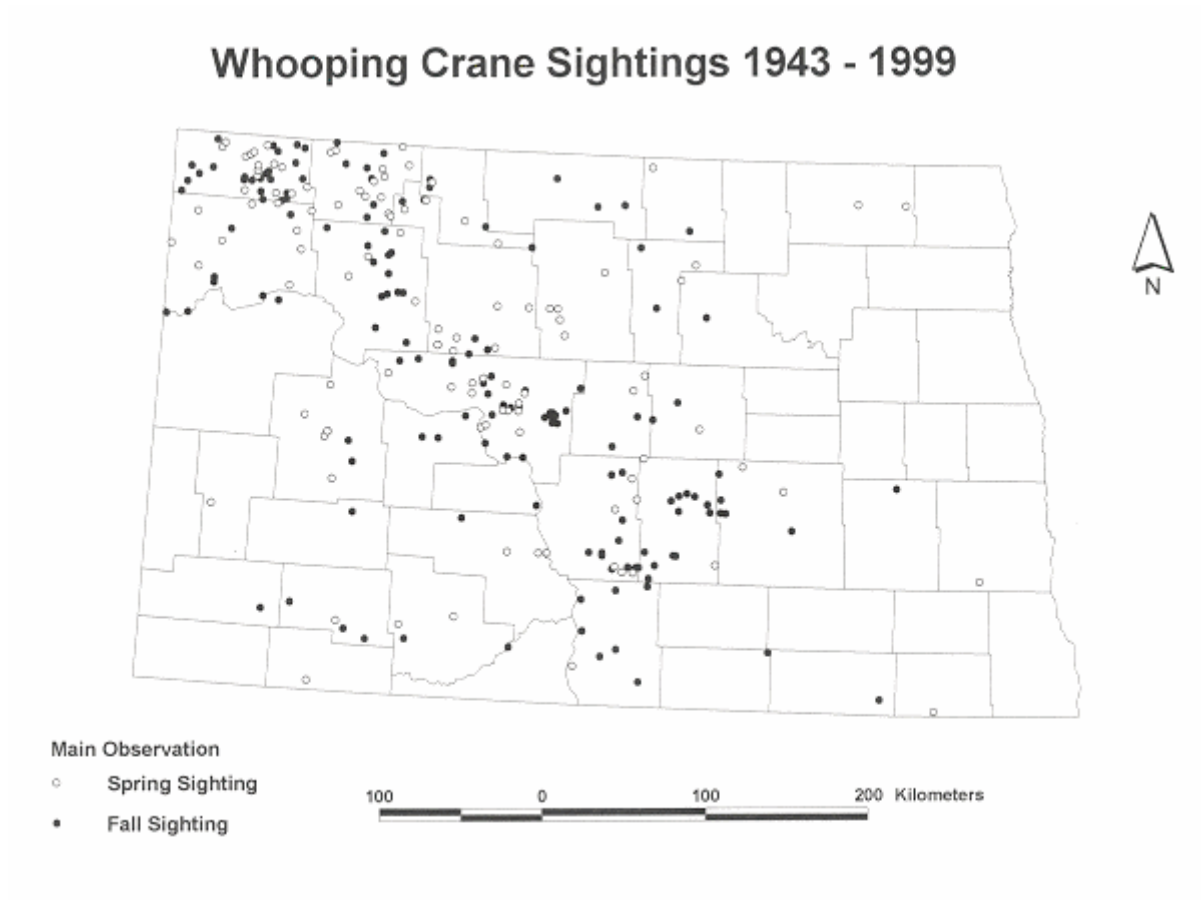 Whooping Crane Sightings 1943 - 1999
N
Main Observation
Spring Sighting
Fall Sighting
100 0 100 200 Kilometers